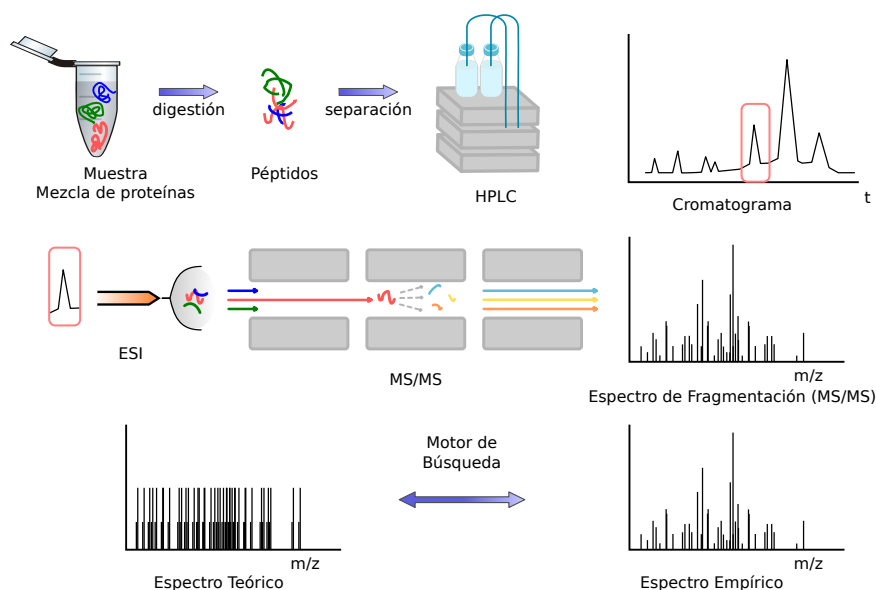 digestión
separación
Muestra
Mezcla de proteínas
Péptidos
HPLC
Cromatograma
t
ESI
MS/MS
m/z
Espectro de Fragmentación (MS/MS)
Motor de
Búsqueda
m/z
Espectro Teórico
m/z
Espectro Empírico